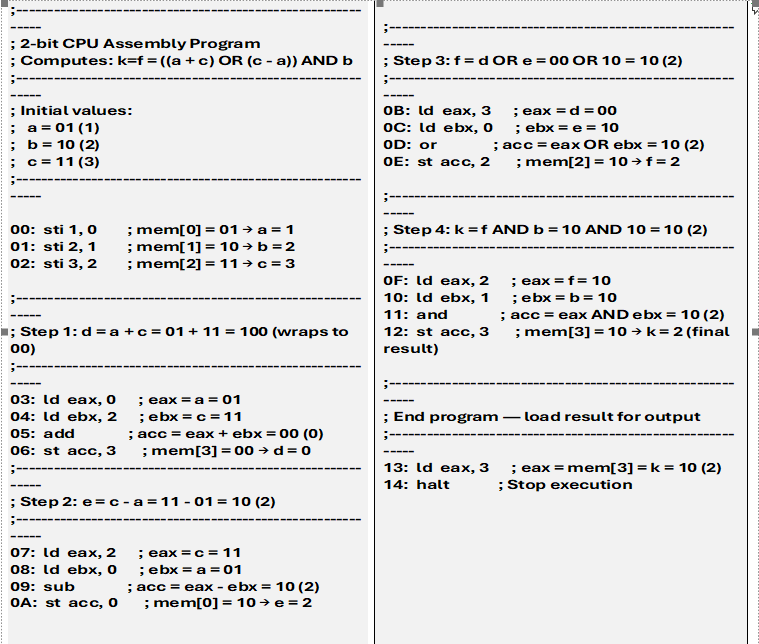 ;--------------------------------------------------------
-----
; 2-bit CPU Assembly Program
; Computes: k=f = ((a + c) OR (c - a)) AND b
;--------------------------------------------------------
-----
; Initial values:
;   a = 01 (1)
;   b = 10 (2)
;   c = 11 (3)
;--------------------------------------------------------
-----
00:  sti 1, 0       ; mem[0] = 01 → a = 1
01:  sti 2, 1       ; mem[1] = 10 → b = 2
02:  sti 3, 2       ; mem[2] = 11 → c = 3
;--------------------------------------------------------
-----
; Step 1: d = a + c = 01 + 11 = 100 (wraps to
00)
;--------------------------------------------------------
-----
03:  ld  eax, 0     ; eax = a = 01
04:  ld  ebx, 2     ; ebx = c = 11
05:  add            ; acc = eax + ebx = 00 (0)
06:  st  acc, 3      ; mem[3] = 00 → d = 0
;--------------------------------------------------------
-----
; Step 2: e = c - a = 11 - 01 = 10 (2)
;--------------------------------------------------------
-----
07:  ld  eax, 2     ; eax = c = 11
08:  ld  ebx, 0     ; ebx = a = 01
09:  sub            ; acc = eax - ebx = 10 (2)
0A:  st  acc, 0      ; mem[0] = 10 → e = 2
;--------------------------------------------------------
-----
; Step 3: f = d OR e = 00 OR 10 = 10 (2)
;--------------------------------------------------------
-----
0B:  ld  eax, 3     ; eax = d = 00
0C:  ld  ebx, 0     ; ebx = e = 10
0D:  or             ; acc = eax OR ebx = 10 (2)
0E:  st  acc, 2      ; mem[2] = 10 → f = 2
;--------------------------------------------------------
-----
; Step 4: k = f AND b = 10 AND 10 = 10 (2)
;--------------------------------------------------------
-----
0F:  ld  eax, 2     ; eax = f = 10
10:  ld  ebx, 1     ; ebx = b = 10
11:  and            ; acc = eax AND ebx = 10 (2)
12:  st  acc, 3      ; mem[3] = 10 → k = 2 (final
result)
;--------------------------------------------------------
-----
; End program — load result for output
;--------------------------------------------------------
-----
13:  ld  eax, 3     ; eax = mem[3] = k = 10 (2)
14:  halt           ; Stop execution